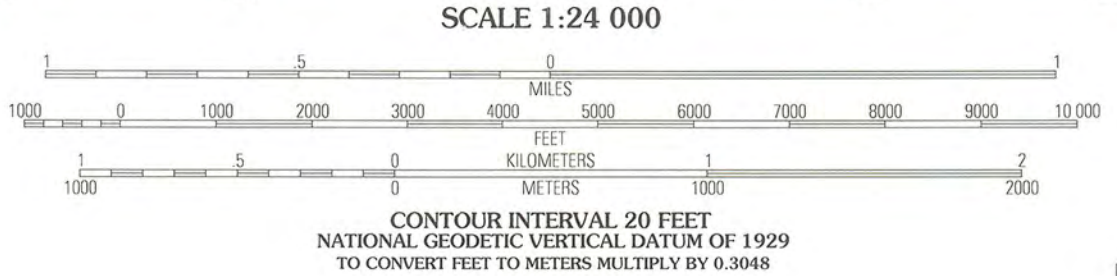 SCALE 1:24 000
1 .5 0 1
MILES
1000 0 1000 2000 3000 4000 5000 6000 7000 8000 9000 10 000
FEET
1 .5 0 KILOMETERS 1 2
1000 0 METERS 1000 2000
CONTOUR INTERVAL 20 FEET
NATIONAL GEODETIC VERTICAL DATUM OF 1929
TO CONVERT FEET TO METERS MULTIPLY BY 0.3048